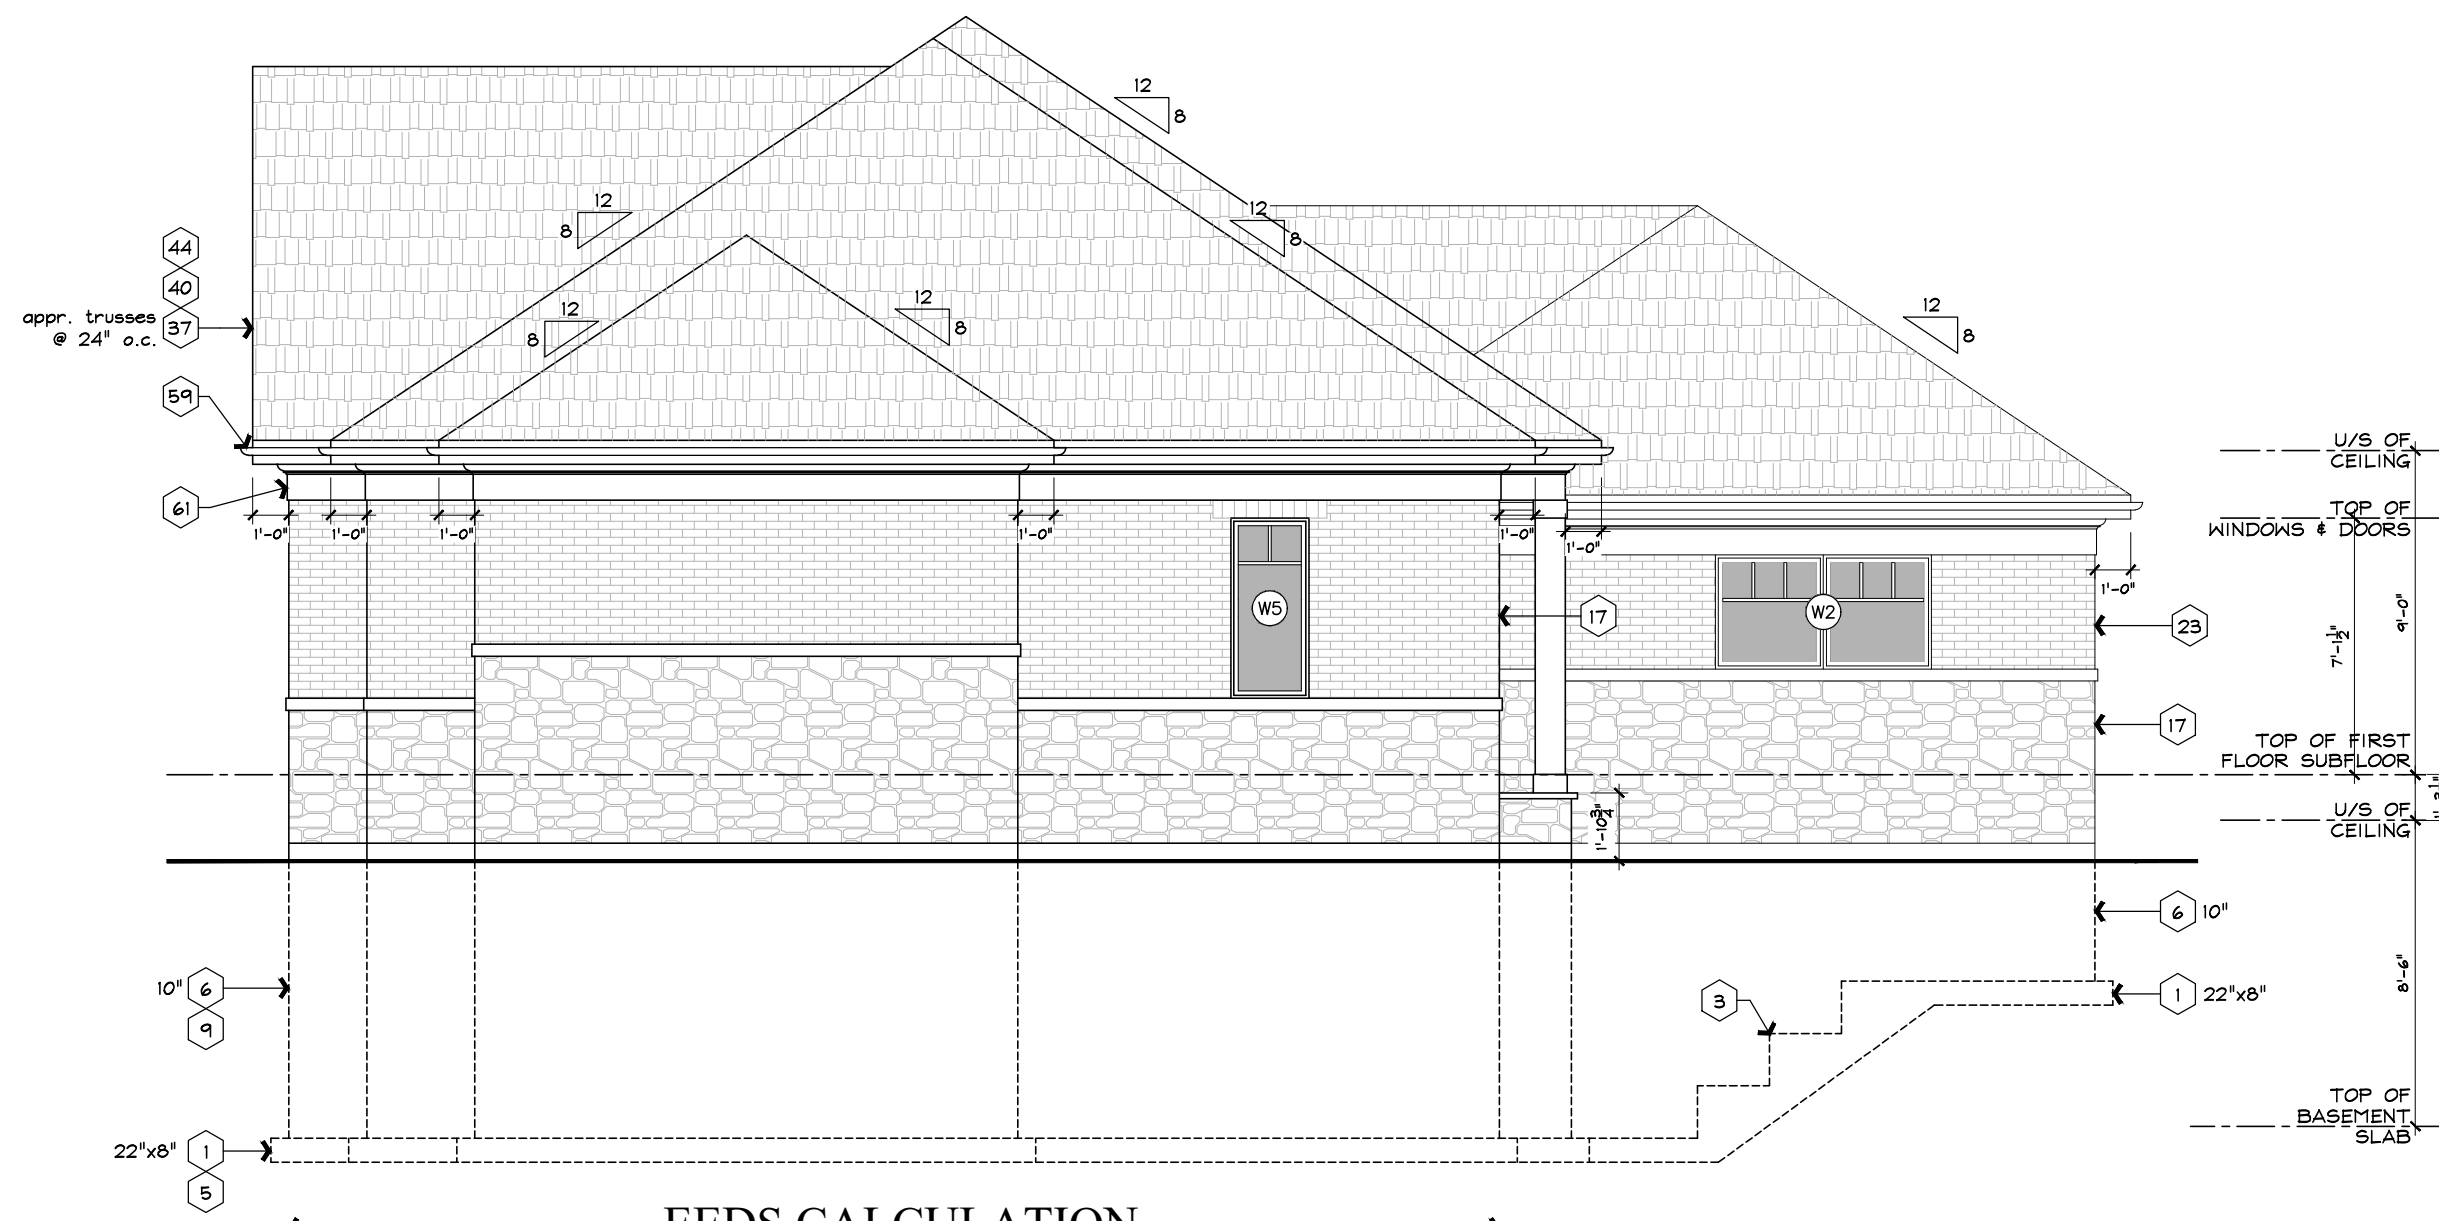 12
8
12
8
12
8
12
8
12
8
12
8
44
40
appr. trusses
37
@ 24" o.c.
59
61
1'-0"
1'-0"
1'-0"
1'-0"
1'-0"
1'-0"
1'-0"
W5
W2
17
23
17
U/S OF
CEILING
TOP OF
WINDOWS & DOORS
9'-0"
7'-1½"
TOP OF FIRST
FLOOR SUBFLOOR
U/S OF
CEILING
1'-10¾"
6 10"
10" 6
9
3
1 22"x8"
8'-6"
TOP OF
BASEMENT
SLAB
22"x8" 1
5